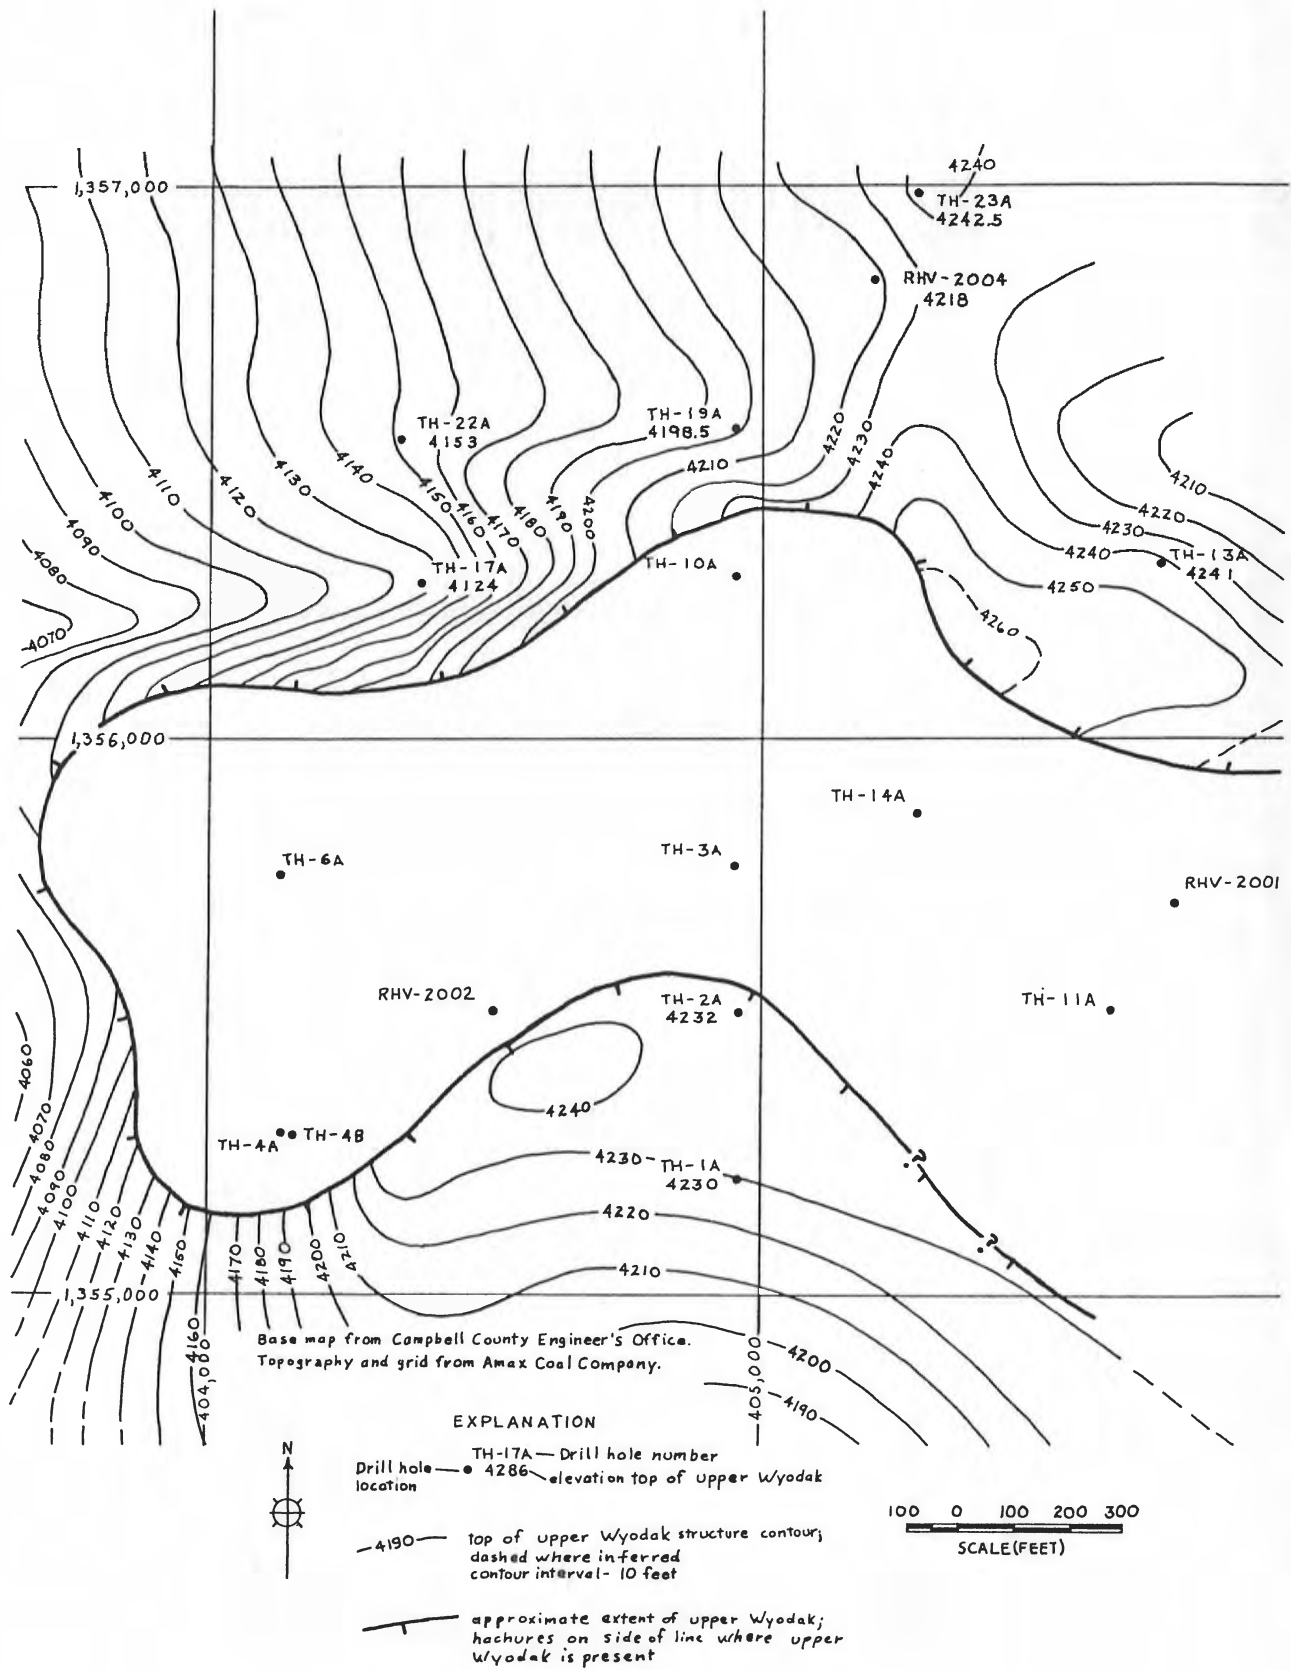 4240
1,357,000
TH-23A
4242.5
RHV-2004
4218
TH-22A
4153
TH-19A
4198.5
4220
4230
4240
4210
4140
4130
4120
4110
4100
4090
4080
4070
4150
4160
4170
4180
4190
4200
4210
4220
4230
4240
TH-13A
4241
4250
4260
TH-17A
4124
TH-10A
1,356,000
TH-14A
TH-6A
TH-3A
RHV-2001
RHV-2002
TH-2A
4232
TH-11A
4240
4060
4070
4080
4090
4100
4110
4120
4130
4140
4150
4160
4170
4180
4190
4200
4210
TH-4A
TH-4B
4230
TH-1A
4230
4220
4210
?
?
1,355,000
4200
4190
404,000
405,000
Base map from Campbell County Engineer's Office.
Topography and grid from Amax Coal Company.
EXPLANATION
N
Drill hole
location
TH-17A — Drill hole number
4286 elevation top of upper Wyodak
4190 top of upper Wyodak structure contour;
dashed where inferred
contour interval- 10 feet
approximate extent of upper Wyodak;
hachures on side of line where upper
Wyodak is present
100 0 100 200 300
SCALE (FEET)